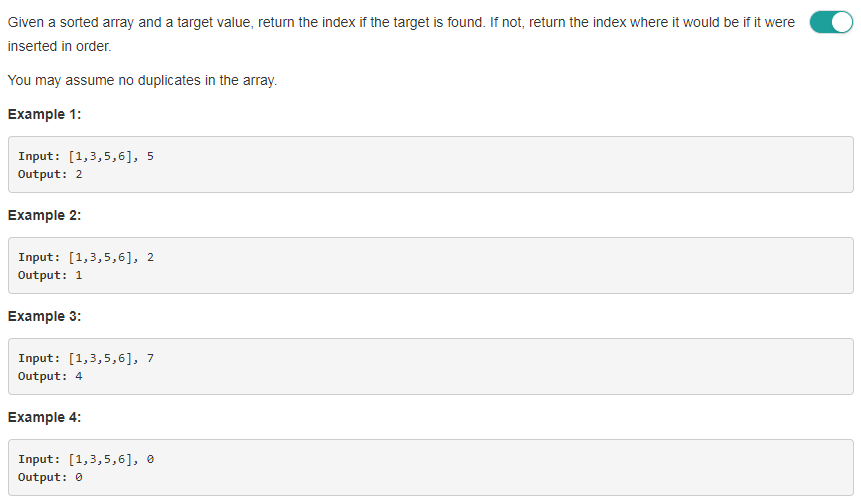 Given a sorted array and a target value, return the index if the target is found. If not, return the index where it would be if it were
inserted in order.
You may assume no duplicates in the array.
Example 1:
Input: [1,3,5,6], 5
Output: 2
Example 2:
Input: [1,3,5,6], 2
Output: 1
Example 3:
Input: [1,3,5,6], 7
Output: 4
Example 4:
Input: [1,3,5,6], 0
Output: 0